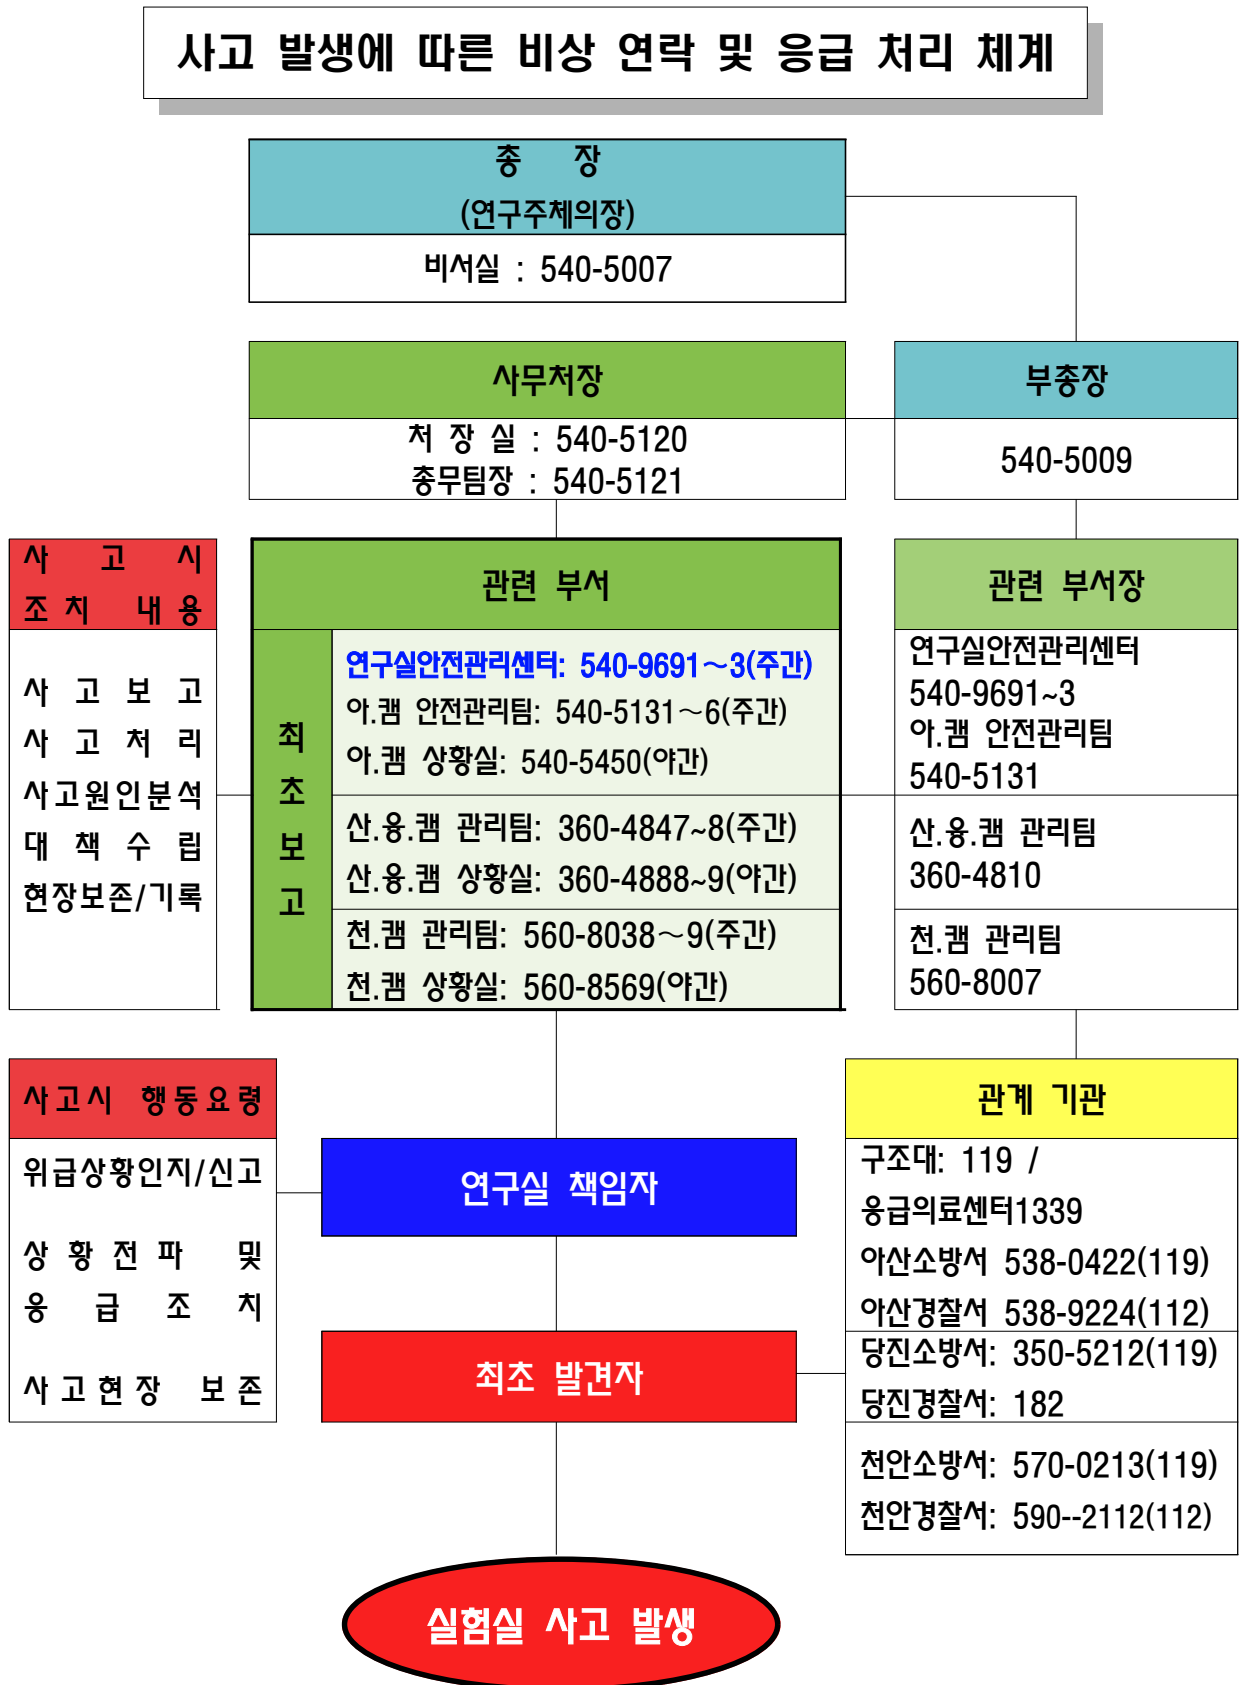 사고 발생에 따른 비상 연락 및 응급 처리 체계
총 장
(연구주체의장)
비서실 : 540-5007
사무처장
처 장 실 : 540-5120
총무팀장 : 540-5121
부총장
540-5009
사 고 시
조 치 내 용
사 고 보 고
사 고 처 리
사고원인분석
대 책 수 립
현장보존/기록
관련 부서
최
초
보
고
연구실안전관리센터: 540-9691～3(주간)
아.캠 안전관리팀: 540-5131～6(주간)
아.캠 상황실: 540-5450(야간)
산.융.캠 관리팀: 360-4847~8(주간)
산.융.캠 상황실: 360-4888~9(야간)
천.캠 관리팀: 560-8038～9(주간)
천.캠 상황실: 560-8569(야간)
관련 부서장
연구실안전관리센터
540-9691~3
아.캠 안전관리팀
540-5131
산.융.캠 관리팀
360-4810
천.캠 관리팀
560-8007
사고시 행동요령
위급상황인지/신고
상 황 전 파 및
응 급 조 치
사고현장 보존
연구실 책임자
최초 발견자
관계 기관
구조대: 119 /
응급의료센터1339
아산소방서 538-0422(119)
아산경찰서 538-9224(112)
당진소방서: 350-5212(119)
당진경찰서: 182
천안소방서: 570-0213(119)
천안경찰서: 590--2112(112)
실험실 사고 발생